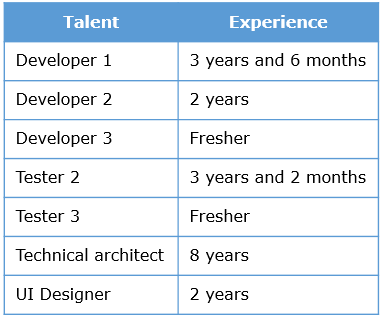 Talent Experience
Developer 1 3 years and 6 months
Developer 2 2 years
Developer 3 Fresher
Tester 2 3 years and 2 months
Tester 3 Fresher
Technical architect 8 years
UI Designer 2 years